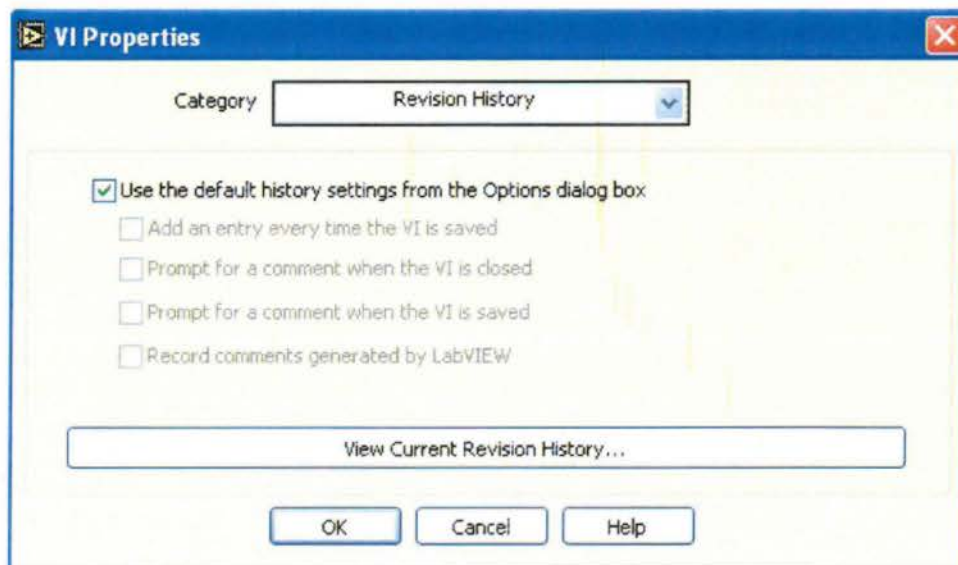 VI Properties
Category
Revision History
Use the default history settings from the Options dialog box
Add an entry every time the VI is saved
Prompt for a comment when the VI is closed
Prompt for a comment when the VI is saved
Record comments generated by LabVIEW
View Current Revision History...
OK
Cancel
Help